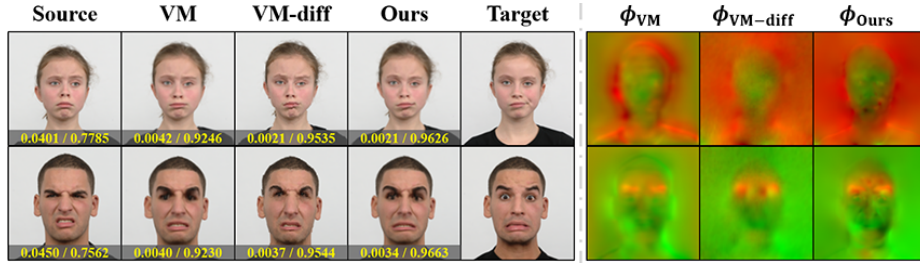 Source VM VM-diff Ours Target ϕVM ϕVM−diff ϕOurs
0.0401 / 0.7785 0.0042 / 0.9246 0.0021 / 0.9535 0.0021 / 0.9626
0.0450 / 0.7562 0.0040 / 0.9230 0.0037 / 0.9544 0.0034 / 0.9663